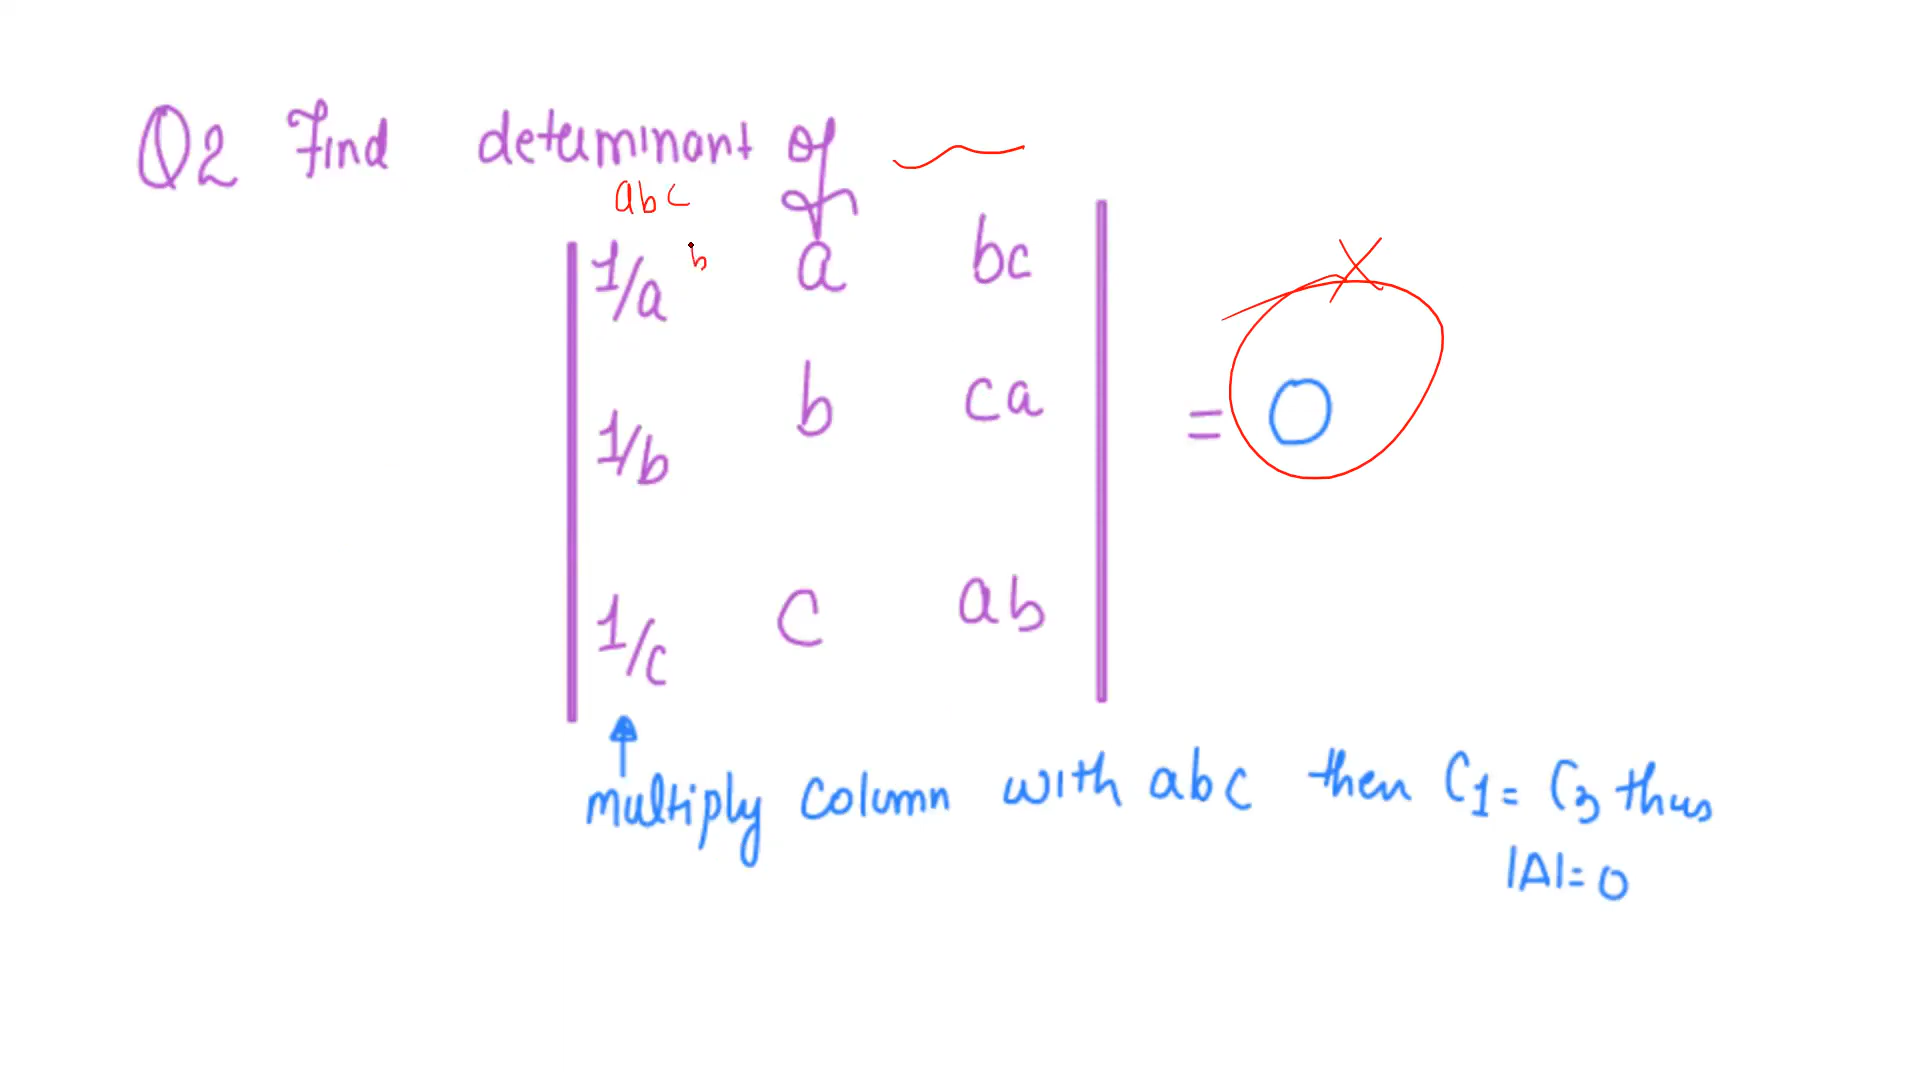 Q2 Find determinant of
abc
1/a b a bc
1/b b ca = 0
1/c c ab
multiply column with abc then C1 = C3 thus
|A| = 0